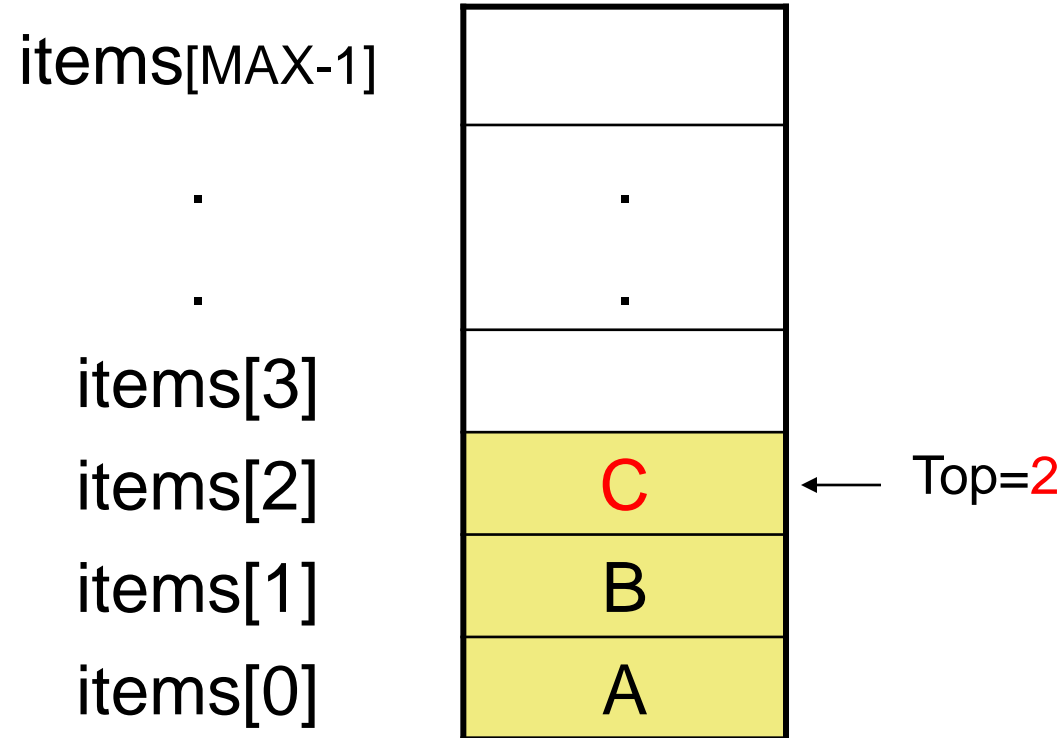 items[MAX-1]
. .
. .
items[3]
items[2] C Top=2
items[1] B
items[0] A